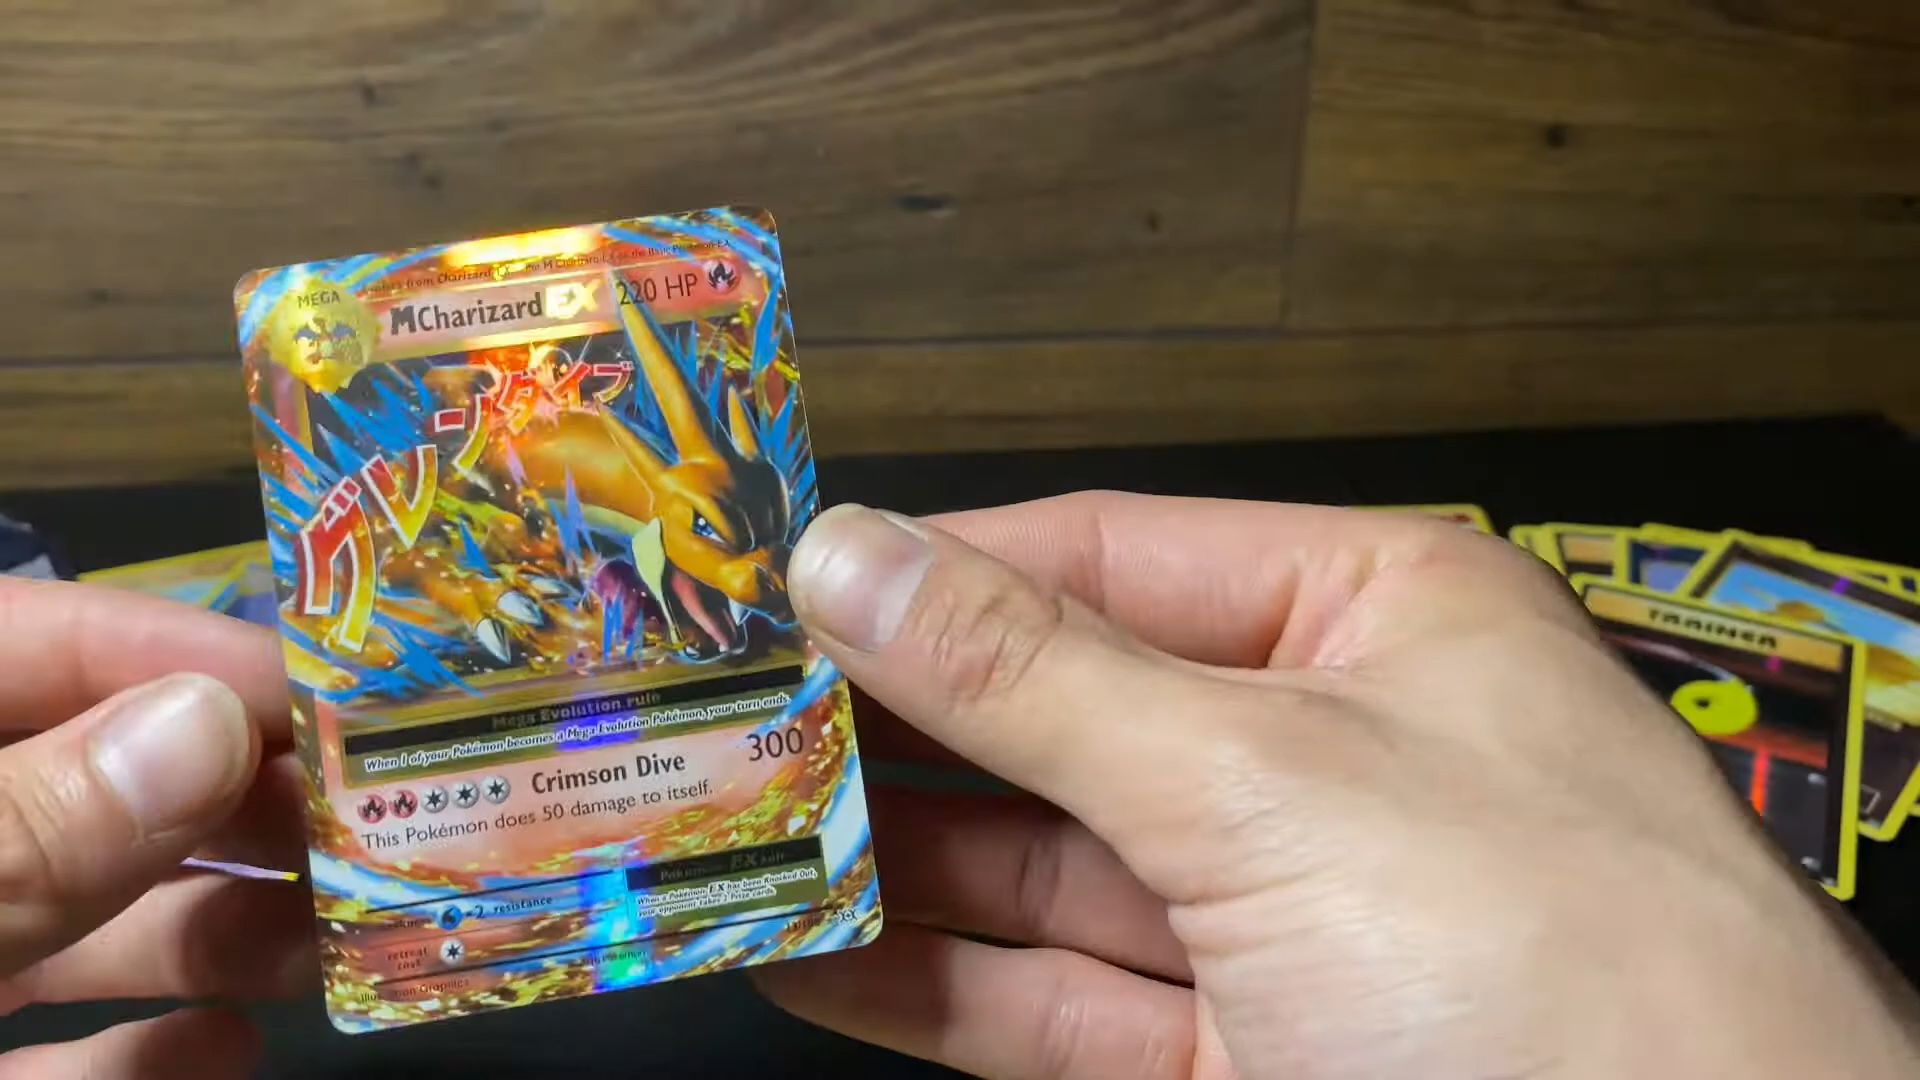 MEGA
MCharizard EX 220 HP
グレンダイブ
Mega Evolution rule
When 1 of your Pokémon becomes a Mega Evolution Pokémon, your turn ends.
Crimson Dive 300
This Pokémon does 50 damage to itself.
Pokémon EX rule
When a Pokémon EX has been Knocked Out,
your opponent takes 2 Prize cards.
×2 resistance
retreat
cost
TRAINER